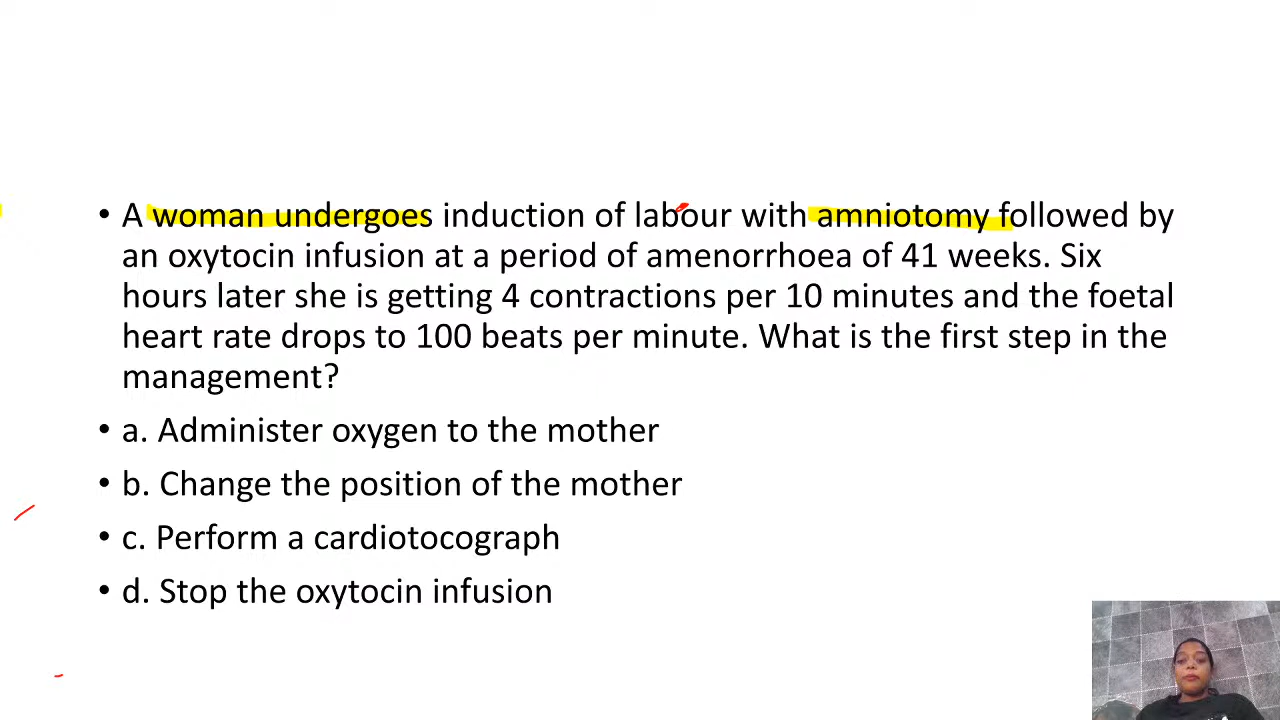 • A woman undergoes induction of labour with amniotomy followed by
an oxytocin infusion at a period of amenorrhoea of 41 weeks. Six
hours later she is getting 4 contractions per 10 minutes and the foetal
heart rate drops to 100 beats per minute. What is the first step in the
management?
• a. Administer oxygen to the mother
• b. Change the position of the mother
• c. Perform a cardiotocograph
• d. Stop the oxytocin infusion